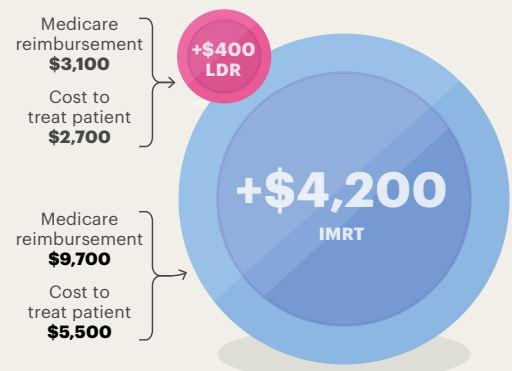 Medicare
reimbursement
$3,100
Cost to
treat patient
$2,700
+$400
LDR
Medicare
reimbursement
$9,700
Cost to
treat patient
$5,500
+$4,200
IMRT